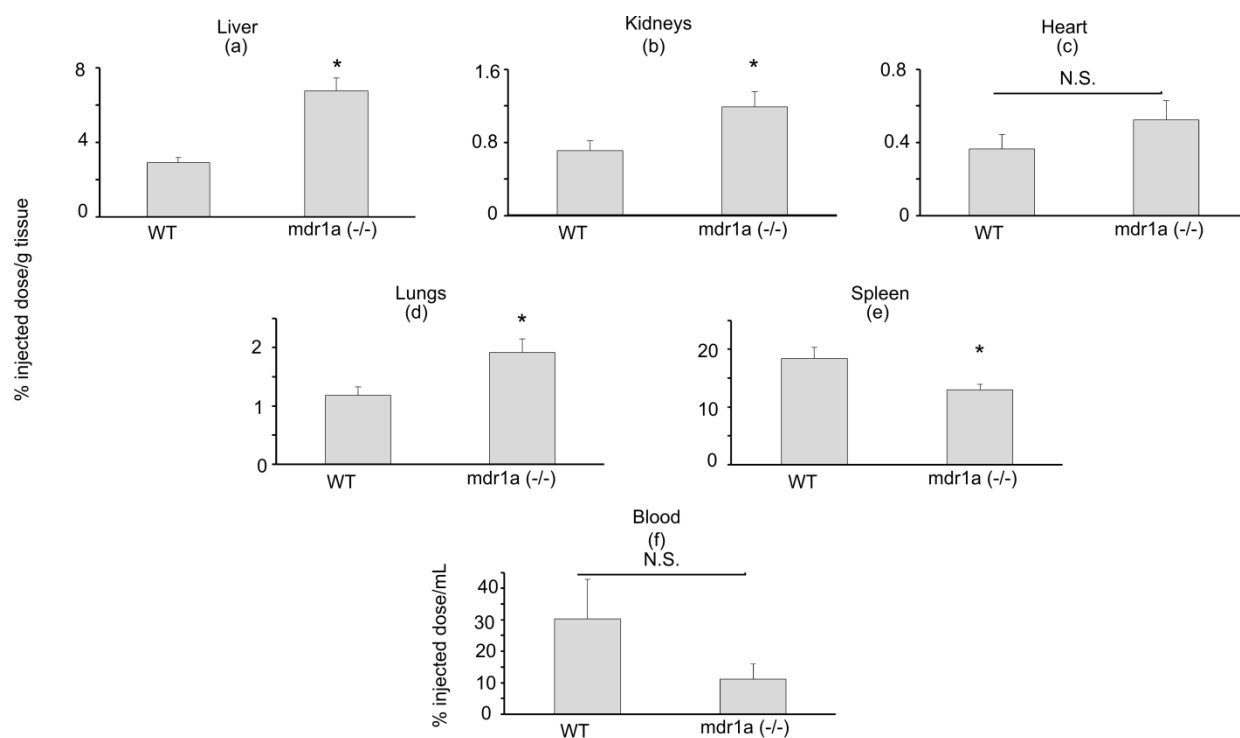 Liver
(a)
8
4
0
*
WT
mdr1a (-/-)
Kidneys
(b)
1.6
0.8
0
*
WT
mdr1a (-/-)
Heart
(c)
0.8
0.4
0
N.S.
WT
mdr1a (-/-)
% injected dose/g tissue
Lungs
(d)
2
1
0
*
WT
mdr1a (-/-)
Spleen
(e)
20
10
0
*
WT
mdr1a (-/-)
Blood
(f)
N.S.
% injected dose/mL
40
30
20
10
0
WT
mdr1a (-/-)